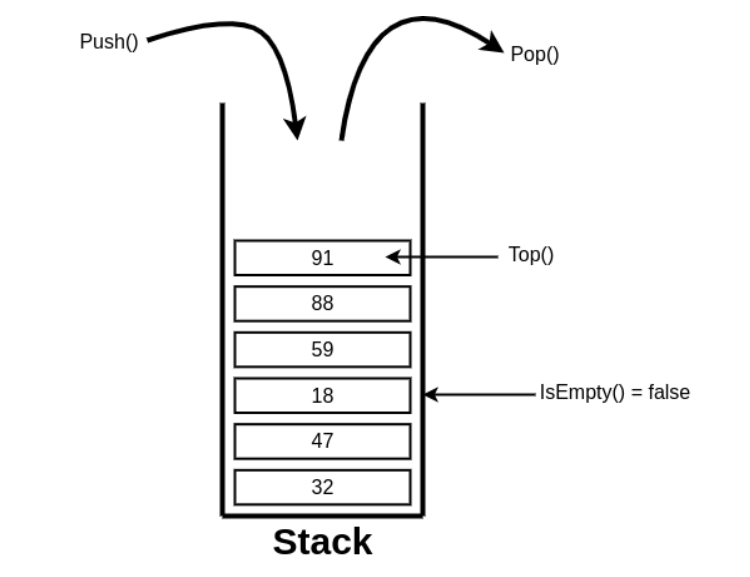 Push()
Pop()
91
Top()
88
59
18
IsEmpty() = false
47
32
Stack